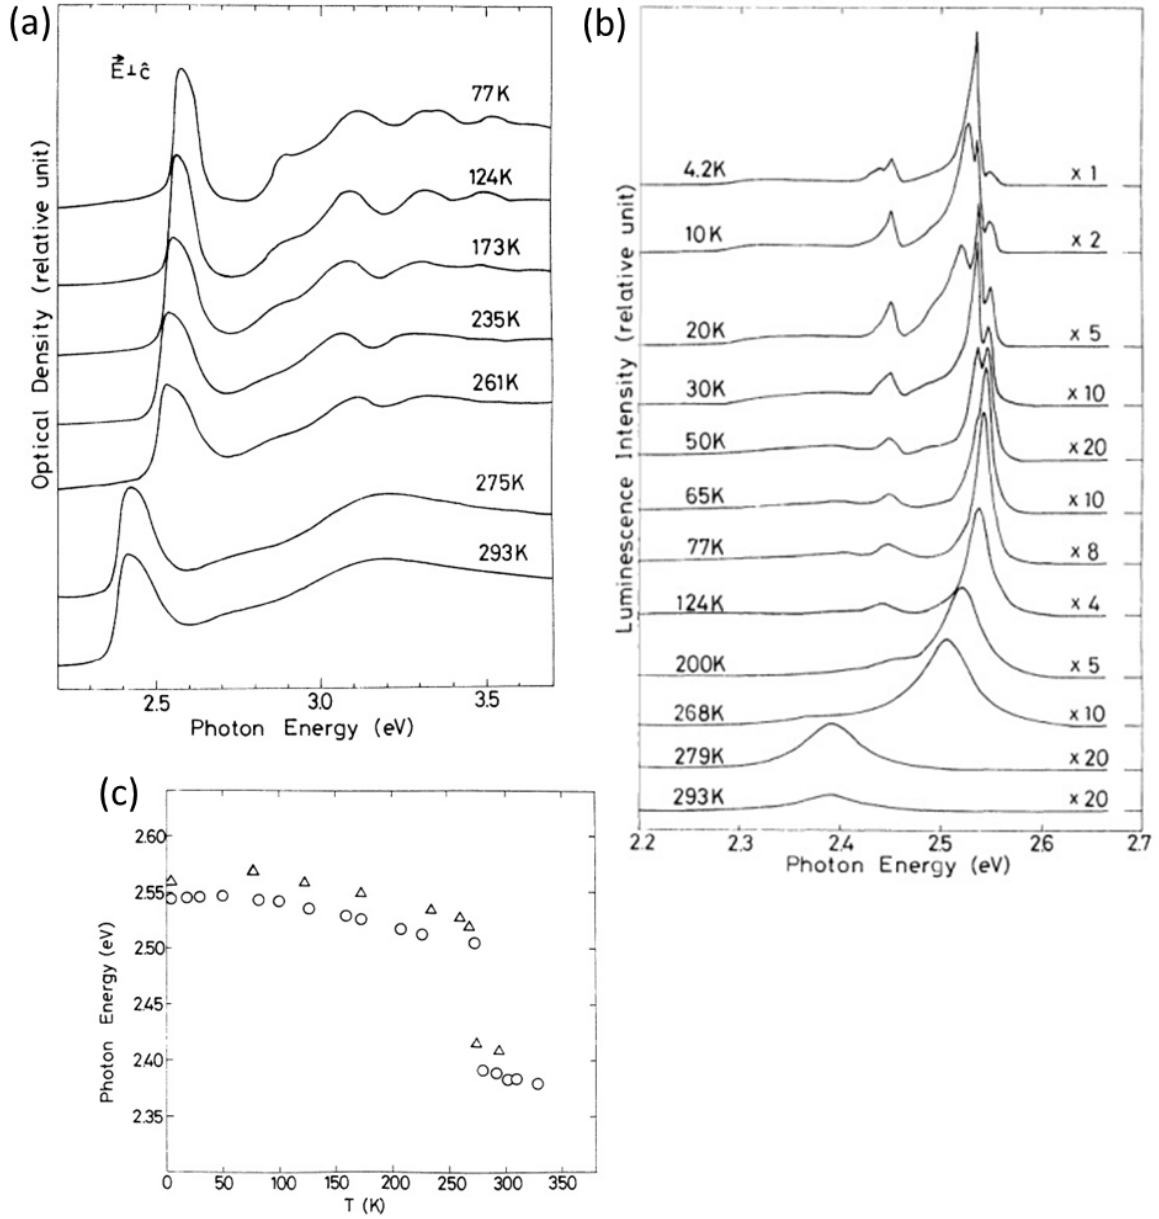 (a)
E⃗⊥ĉ
77K
124K
173K
235K
261K
275K
293K
Optical Density (relative unit)
2.5 3.0 3.5
Photon Energy (eV)
(b)
4.2K x 1
10K x 2
20K x 5
30K x 10
50K x 20
65K x 10
77K x 8
124K x 4
200K x 5
268K x 10
279K x 20
293K x 20
Luminescence Intensity (relative unit)
2.2 2.3 2.4 2.5 2.6 2.7
Photon Energy (eV)
(c)
2.60
2.55
2.50
2.45
2.40
2.35
Photon Energy (eV)
0 50 100 150 200 250 300 350
T (K)